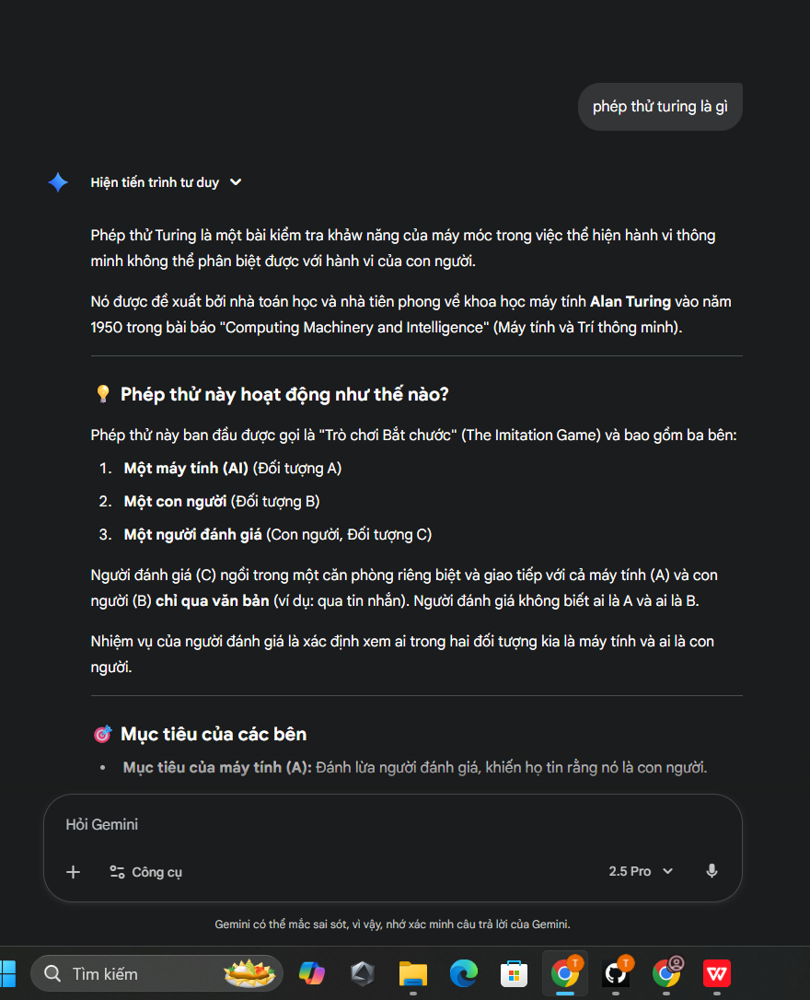 phép thử turing là gì
Hiện tiến trình tư duy
Phép thử Turing là một bài kiểm tra khảw năng của máy móc trong việc thể hiện hành vi thông
minh không thể phân biệt được với hành vi của con người.
Nó được đề xuất bởi nhà toán học và nhà tiên phong về khoa học máy tính Alan Turing vào năm
1950 trong bài báo "Computing Machinery and Intelligence" (Máy tính và Trí thông minh).
💡 Phép thử này hoạt động như thế nào?
Phép thử này ban đầu được gọi là "Trò chơi Bắt chước" (The Imitation Game) và bao gồm ba bên:
1. Một máy tính (AI) (Đối tượng A)
2. Một con người (Đối tượng B)
3. Một người đánh giá (Con người, Đối tượng C)
Người đánh giá (C) ngồi trong một căn phòng riêng biệt và giao tiếp với cả máy tính (A) và con
người (B) chỉ qua văn bản (ví dụ: qua tin nhắn). Người đánh giá không biết ai là A và ai là B.
Nhiệm vụ của người đánh giá là xác định xem ai trong hai đối tượng kia là máy tính và ai là con
người.
🎯 Mục tiêu của các bên
• Mục tiêu của máy tính (A): Đánh lừa người đánh giá, khiến họ tin rằng nó là con người.
Hỏi Gemini
Công cụ
2.5 Pro
Gemini có thể mắc sai sót, vì vậy, nhớ xác minh câu trả lời của Gemini.
Tìm kiếm
T
T
W